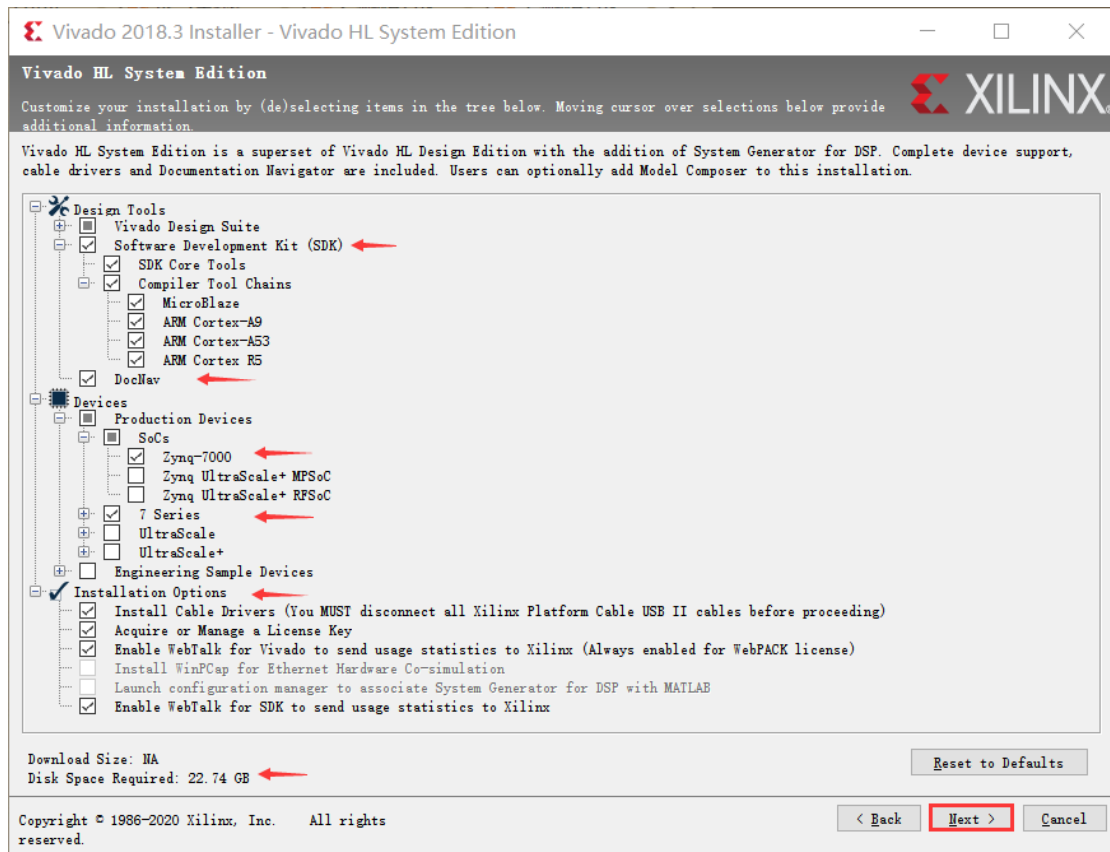 Vivado 2018.3 Installer - Vivado HL System Edition
Vivado HL System Edition
Customize your installation by (de)selecting items in the tree below. Moving cursor over selections below provide
additional information.
XILINX
Vivado HL System Edition is a superset of Vivado HL Design Edition with the addition of System Generator for DSP. Complete device support,
cable drivers and Documentation Navigator are included. Users can optionally add Model Composer to this installation.
Design Tools
Vivado Design Suite
Software Development Kit (SDK)
SDK Core Tools
Compiler Tool Chains
MicroBlaze
ARM Cortex-A9
ARM Cortex-A53
ARM Cortex R5
DocNav
Devices
Production Devices
SoCs
Zynq-7000
Zynq UltraScale+ MPSoC
Zynq UltraScale+ RFSoC
7 Series
UltraScale
UltraScale+
Engineering Sample Devices
Installation Options
Install Cable Drivers (You MUST disconnect all Xilinx Platform Cable USB II cables before proceeding)
Acquire or Manage a License Key
Enable WebTalk for Vivado to send usage statistics to Xilinx (Always enabled for WebPACK license)
Install WinPCap for Ethernet Hardware Co-simulation
Launch configuration manager to associate System Generator for DSP with MATLAB
Enable WebTalk for SDK to send usage statistics to Xilinx
Download Size: NA
Disk Space Required: 22.74 GB
Reset to Defaults
Copyright © 1986-2020 Xilinx, Inc. All rights
reserved.
< Back
Next >
Cancel